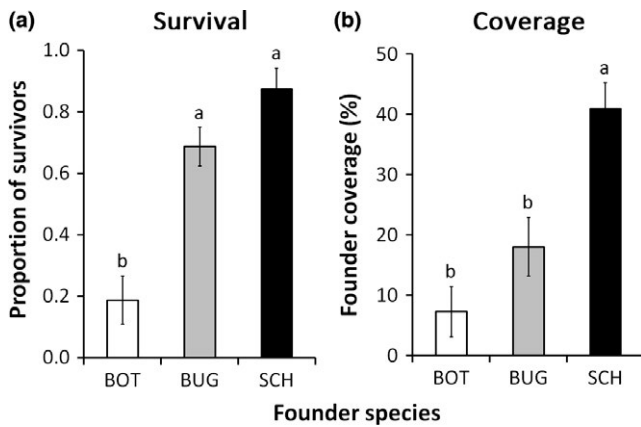 (a) Survival
Proportion of survivors
1.0
0.8
0.6
0.4
0.2
0.0
b
a
a
BOT BUG SCH
(b) Coverage
Founder coverage (%)
50
40
30
20
10
0
b
b
a
BOT BUG SCH
Founder species